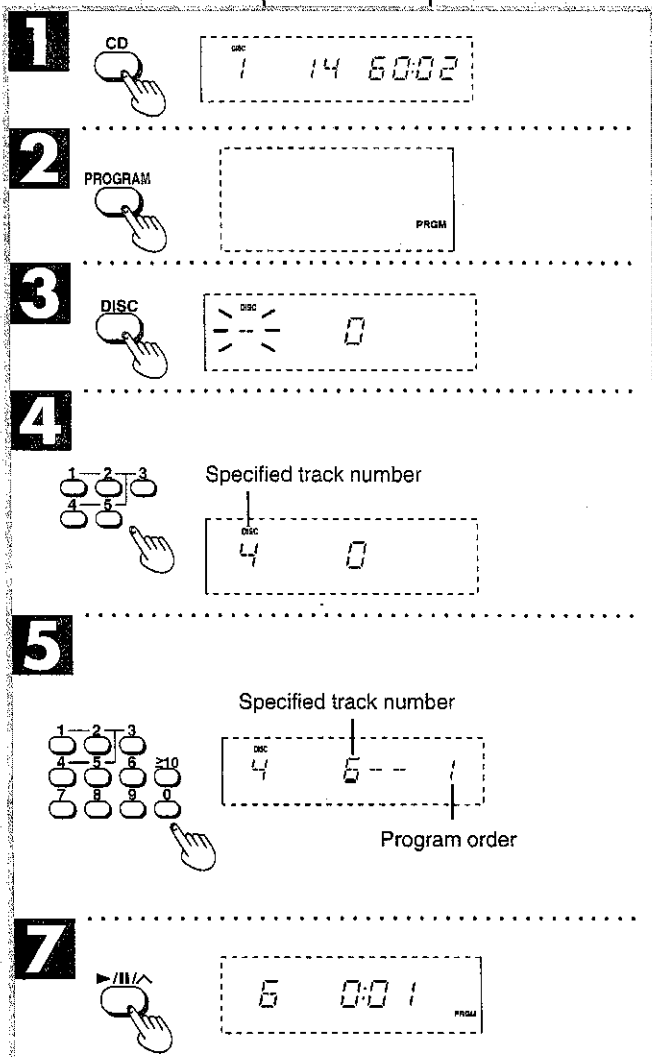 1
CD
DISC
1 14 60:02
2
PROGRAM
PRGM
3
DISC
DISC
-- 0
4
1 2 3
4 5
Specified track number
DISC
4 0
5
1 2 3
4 5 6 ≥10
7 8 9 0
Specified track number
DISC
4 6-- 1
Program order
7
►/II/∧
6 0:01
PRGM